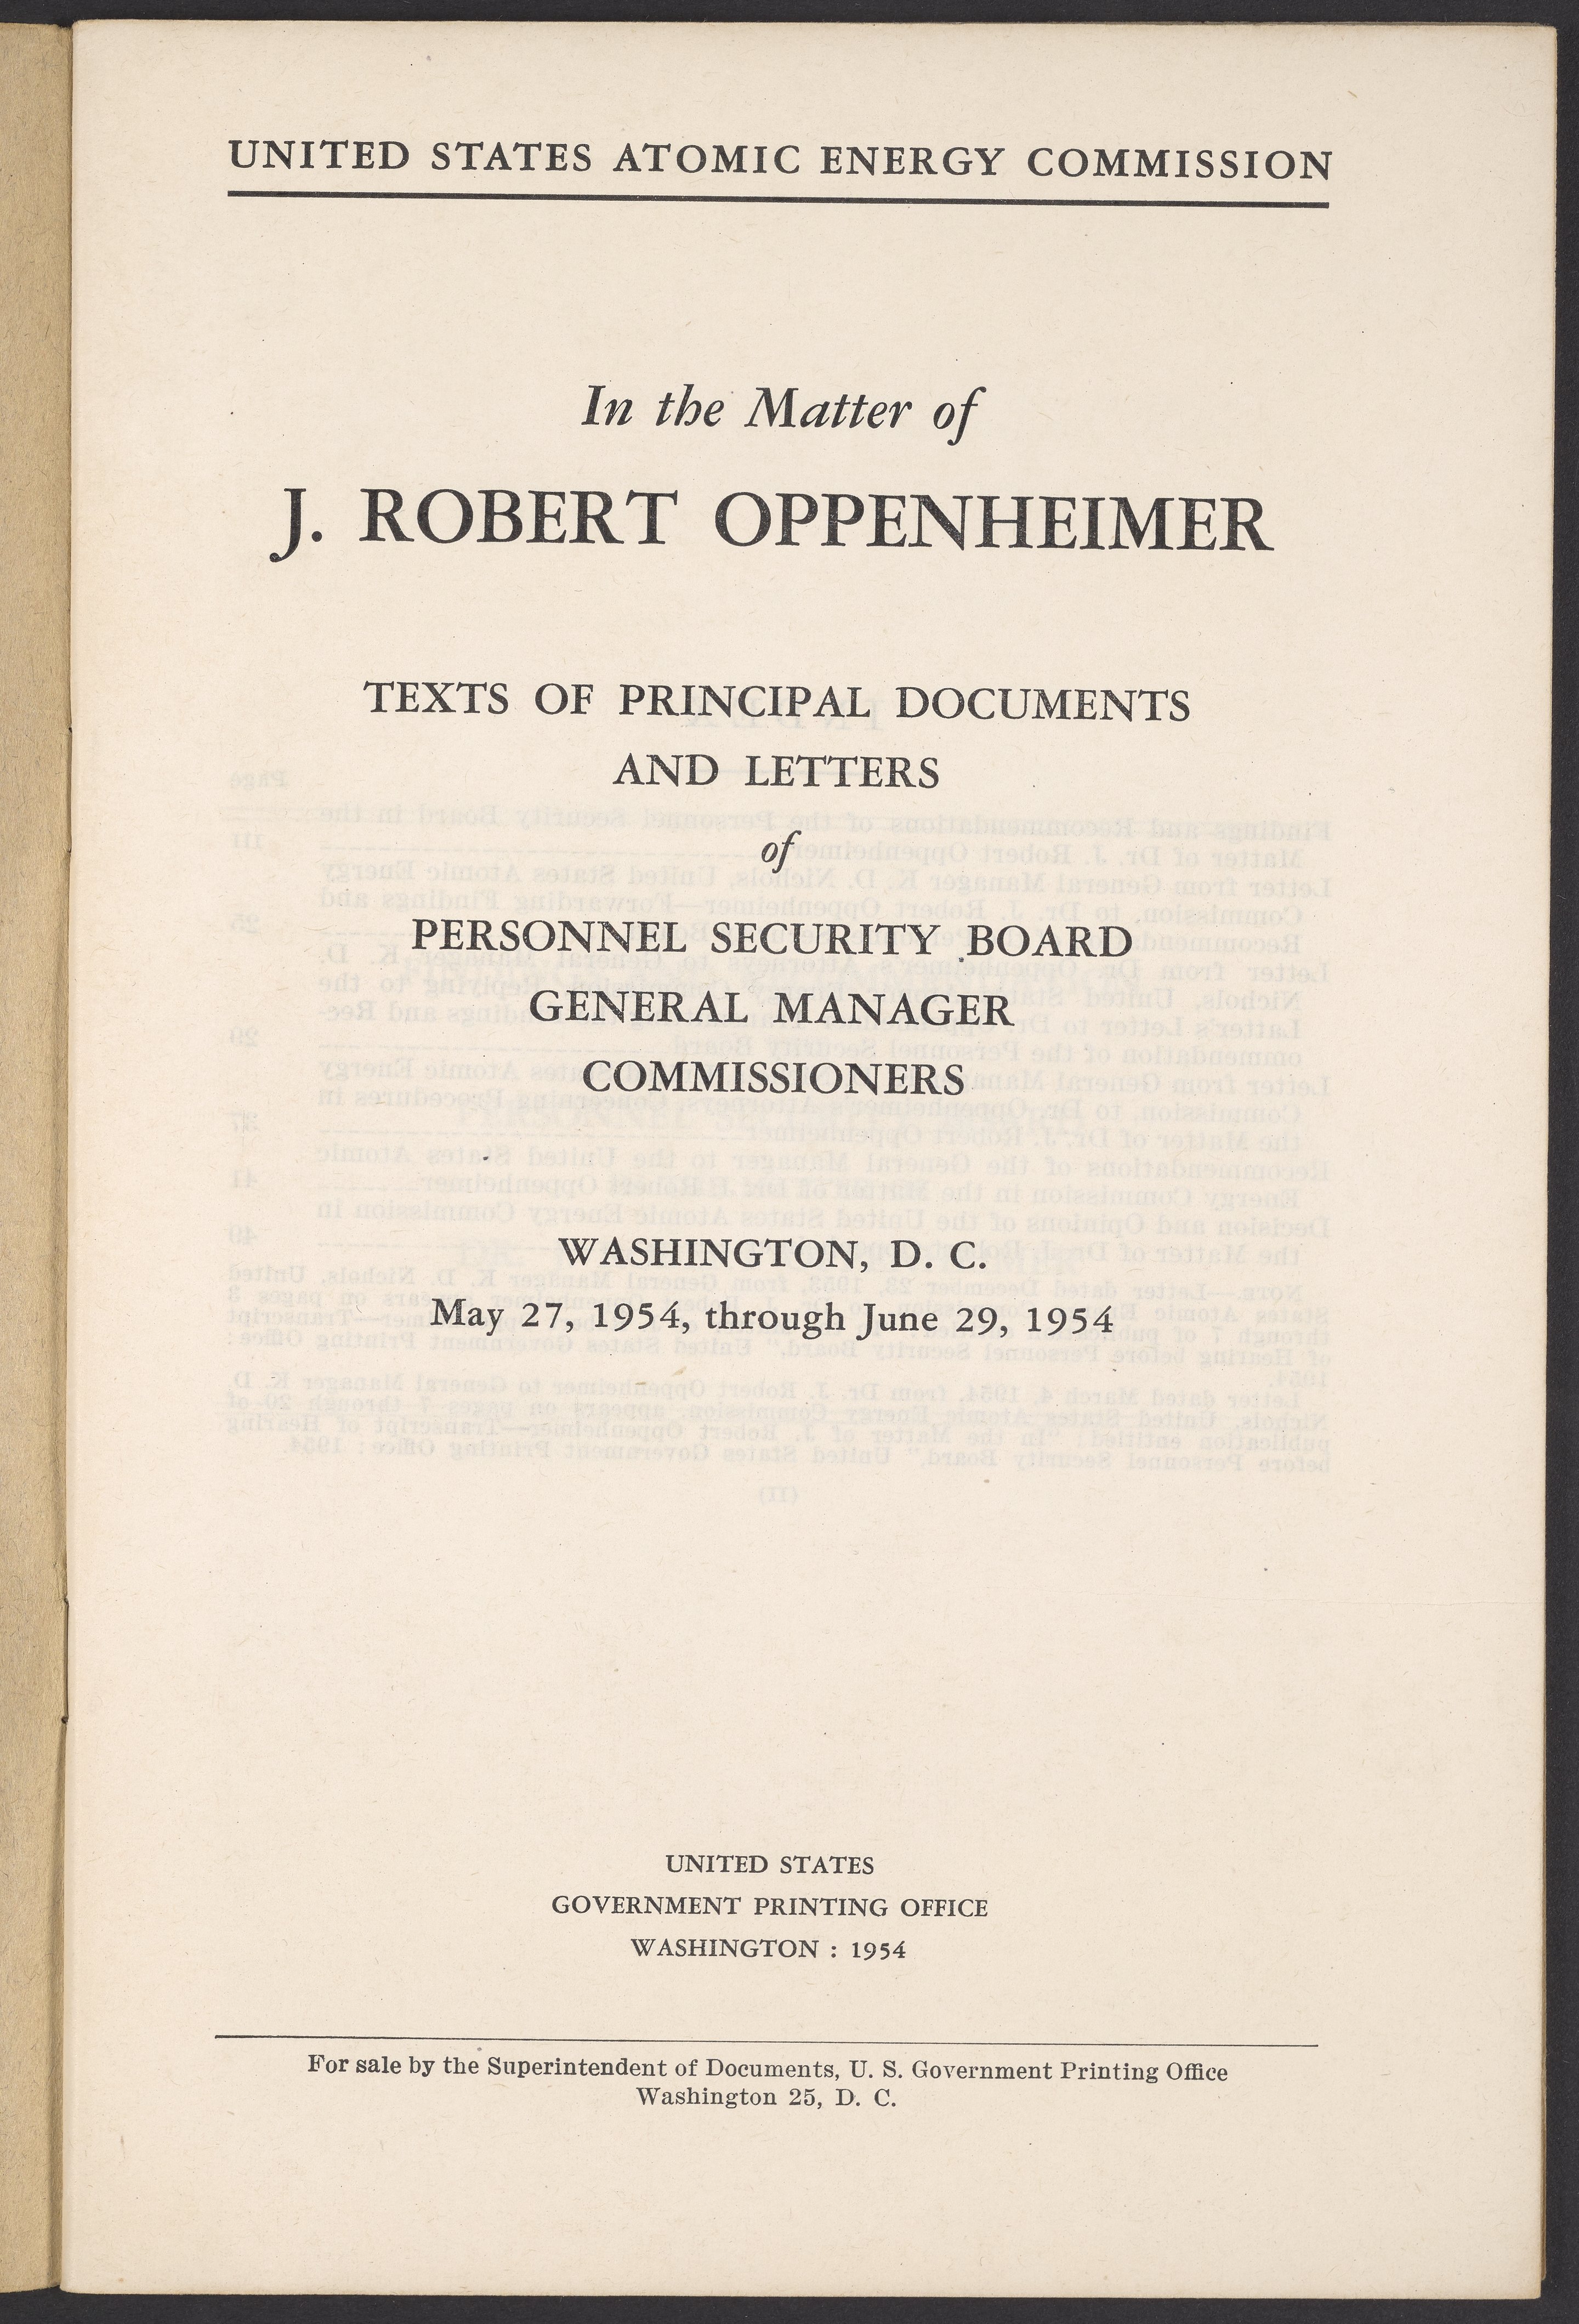 UNITED STATES ATOMIC ENERGY COMMISSION
In the Matter of
J. ROBERT OPPENHEIMER
TEXTS OF PRINCIPAL DOCUMENTS
AND LETTERS
of
PERSONNEL SECURITY BOARD
GENERAL MANAGER
COMMISSIONERS
WASHINGTON, D. C.
May 27, 1954, through June 29, 1954
UNITED STATES
GOVERNMENT PRINTING OFFICE
WASHINGTON : 1954
For sale by the Superintendent of Documents, U. S. Government Printing Office
Washington 25, D. C.